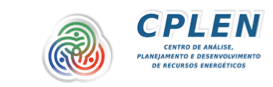 CPLEN
CENTRO DE ANÁLISE,
PLANEJAMENTO E DESENVOLVIMENTO
DE RECURSOS ENERGÉTICOS